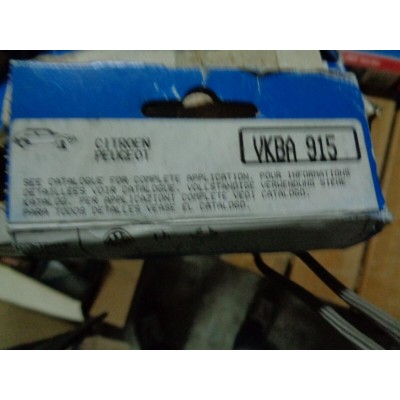 CITROEN
PEUGEOT
VKBA 915
SEE CATALOGUE FOR COMPLETE APPLICATION. POUR INFORMATIONS
DETAILLEES VOIR CATALOGUE. VOLLSTANDIGE VERWENDUNG SIEHE
KATALOG. PER APPLICAZIONI COMPLETE VEDI CATALOGO.
PARA TODOS DETALLES VEASE EL CATALOGO.